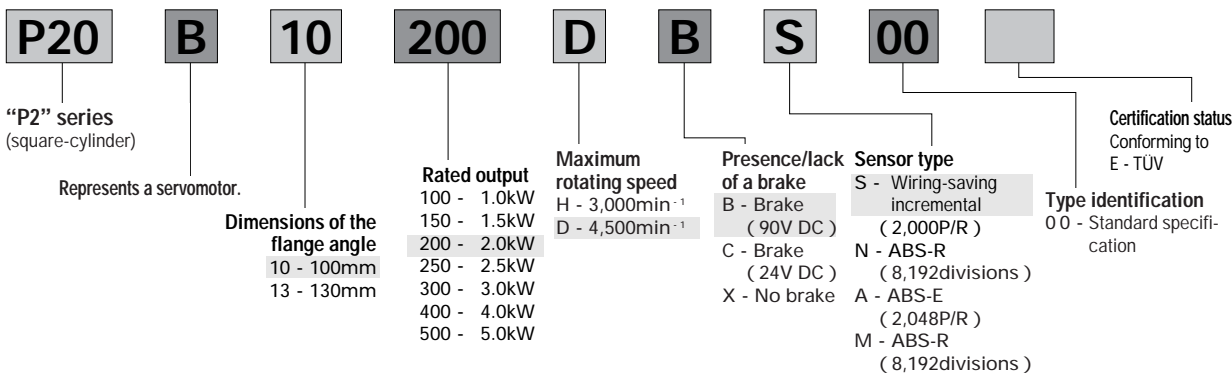 P20 B 10 200 D B S 00
“P2” series
(square-cylinder)
Represents a servomotor.
Dimensions of the
flange angle
10 - 100mm
13 - 130mm
Rated output
100 - 1.0kW
150 - 1.5kW
200 - 2.0kW
250 - 2.5kW
300 - 3.0kW
400 - 4.0kW
500 - 5.0kW
Maximum
rotating speed
H - 3,000min⁻¹
D - 4,500min⁻¹
Presence/lack
of a brake
B - Brake
( 90V DC )
C - Brake
( 24V DC )
X - No brake
Sensor type
S - Wiring-saving
incremental
( 2,000P/R )
N - ABS-R
( 8,192divisions )
A - ABS-E
( 2,048P/R )
M - ABS-R
( 8,192divisions )
Type identification
0 0 - Standard specifi-
cation
Certification status
Conforming to
E - TÜV